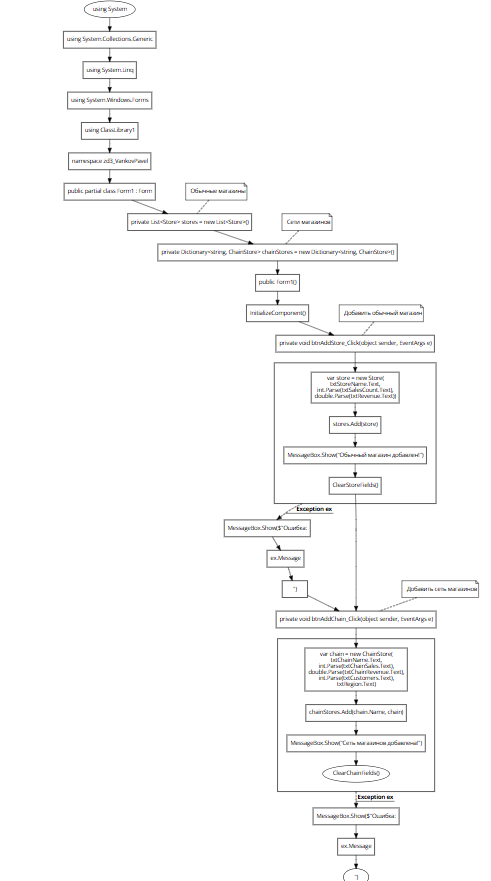 using System
using System.Collections.Generic
using System.Linq
using System.Windows.Forms
using ClassLibrary1
namespace zd3_VankovPavel
public partial class Form1 : Form
Обычные магазины
private List<Store> stores = new List<Store>()
Сети магазинов
private Dictionary<string, ChainStore> chainStores = new Dictionary<string, ChainStore>()
public Form1()
InitializeComponent()
Добавить обычный магазин
private void btnAddStore_Click(object sender, EventArgs e)
var store = new Store(
txtStoreName.Text,
int.Parse(txtSalesCount.Text),
double.Parse(txtRevenue.Text))
stores.Add(store)
MessageBox.Show("Обычный магазин добавлен!")
ClearStoreFields()
Exception ex
MessageBox.Show($"Ошибка:
ex.Message
")
Добавить сеть магазинов
private void btnAddChain_Click(object sender, EventArgs e)
var chain = new ChainStore(
txtChainName.Text,
int.Parse(txtChainSales.Text),
double.Parse(txtChainRevenue.Text),
int.Parse(txtCustomers.Text),
txtRegion.Text)
chainStores.Add(chain.Name, chain)
MessageBox.Show("Сеть магазинов добавлена!")
ClearChainFields()
Exception ex
MessageBox.Show($"Ошибка:
ex.Message
")